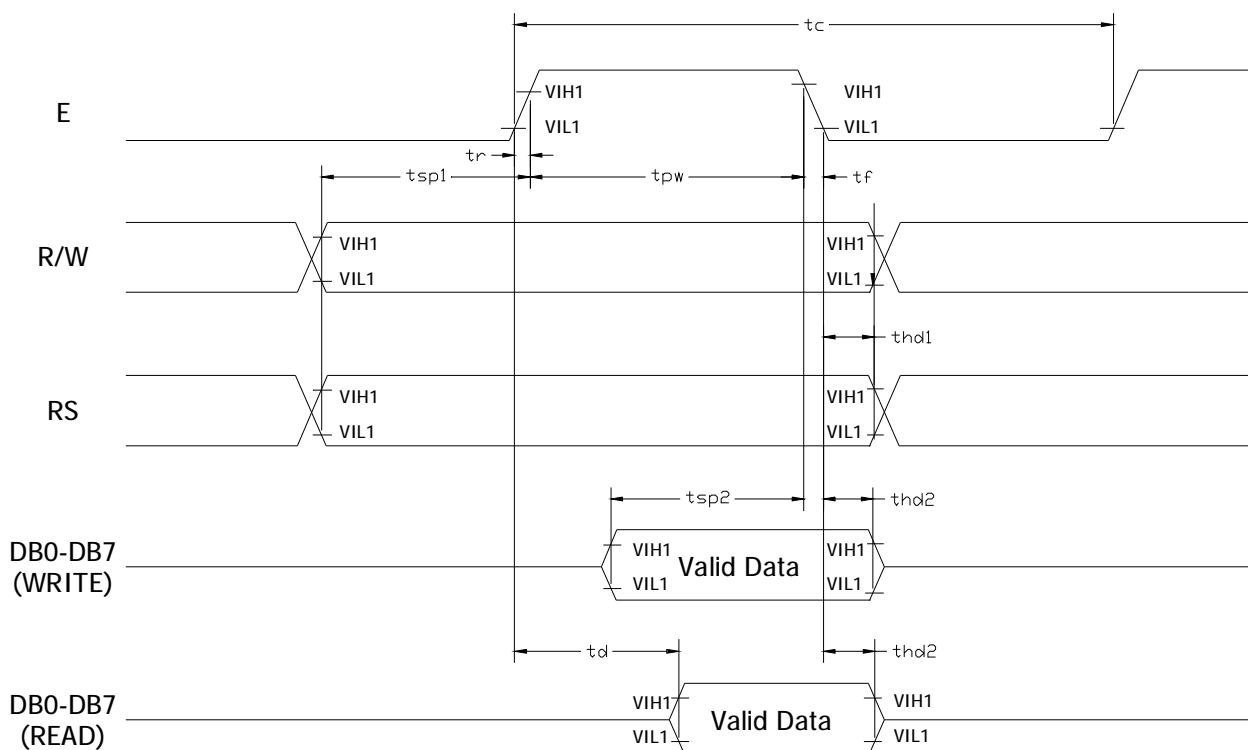 tc
E
VIH1
VIH1
VIL1
VIL1
tr
tsp1
tpw
tf
R/W
VIH1
VIH1
VIL1
VIL1
thd1
RS
VIH1
VIH1
VIL1
VIL1
tsp2
thd2
DB0-DB7
(WRITE)
VIH1
Valid Data
VIH1
VIL1
VIL1
td
thd2
DB0-DB7
(READ)
VIH1
Valid Data
VIH1
VIL1
VIL1